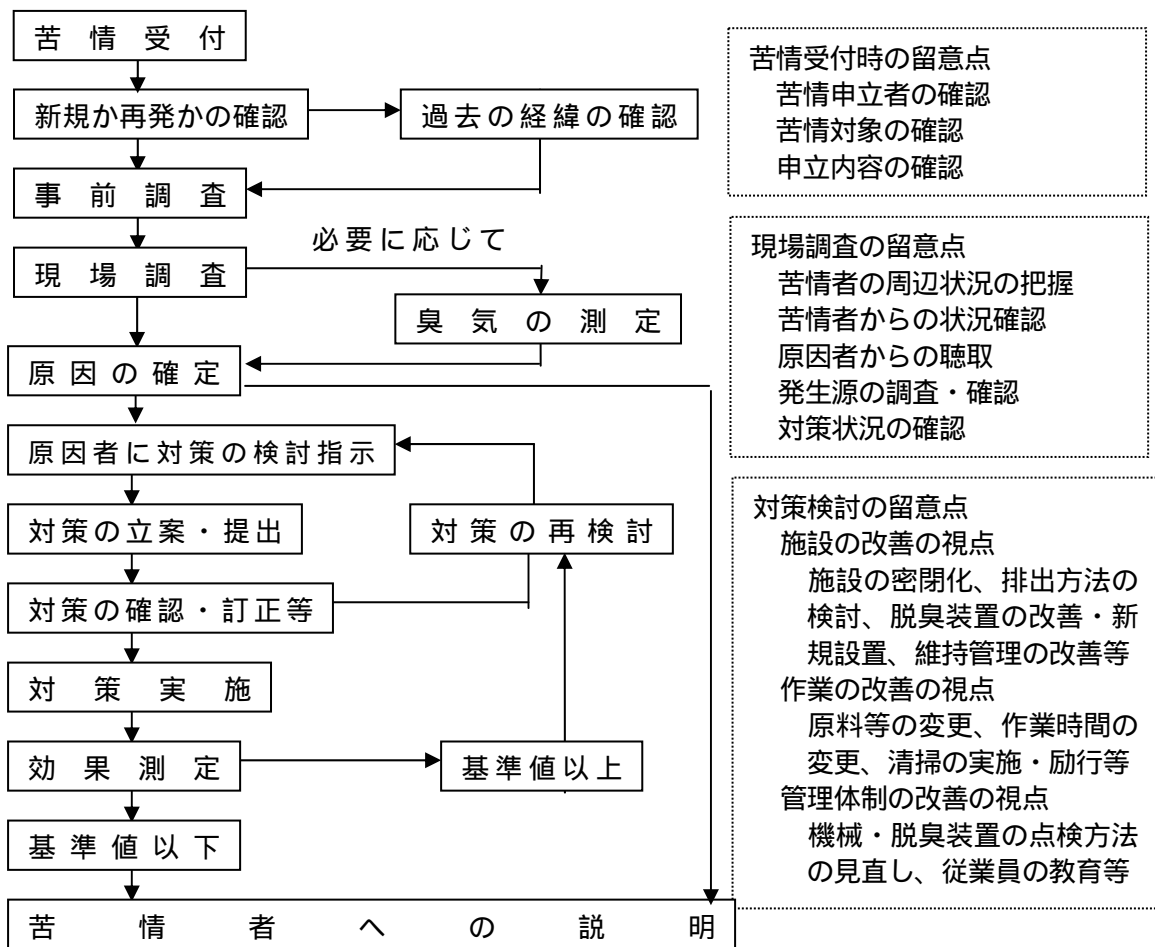 苦情受付
新規か再発かの確認
過去の経緯の確認
事前調査
必要に応じて
現場調査
臭気の測定
原因の確定
原因者に対策の検討指示
対策の立案・提出
対策の再検討
対策の確認・訂正等
対策実施
効果測定
基準値以上
基準値以下
苦情者への説明
苦情受付時の留意点
苦情申立者の確認
苦情対象の確認
申立内容の確認
現場調査の留意点
苦情者の周辺状況の把握
苦情者からの状況確認
原因者からの聴取
発生源の調査・確認
対策状況の確認
対策検討の留意点
施設の改善の視点
施設の密閉化、排出方法の
検討、脱臭装置の改善・新
規設置、維持管理の改善等
作業の改善の視点
原料等の変更、作業時間の
変更、清掃の実施・励行等
管理体制の改善の視点
機械・脱臭装置の点検方法
の見直し、従業員の教育等